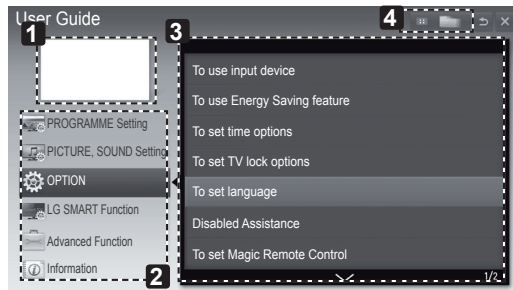 User Guide
1
3
4
To use input device
To use Energy Saving feature
To set time options
To set TV lock options
To set language
Disabled Assistance
To set Magic Remote Control
1/2
PROGRAMME Setting
PICTURE, SOUND Setting
OPTION
LG SMART Function
Advanced Function
Information
2